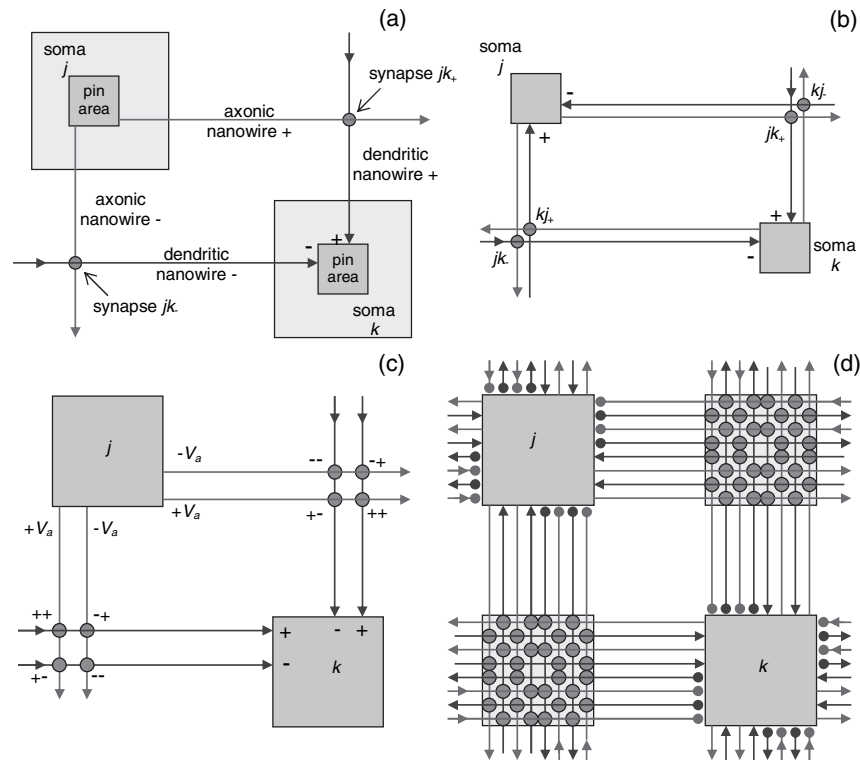 (a)
soma
j
pin
area
synapse jk+
axonic
nanowire +
dendritic
nanowire +
axonic
nanowire -
- +
dendritic
nanowire -
pin
area
synapse jk-
soma
k
(b)
soma
j
-
+
kj-
jk+
kj+
jk-
+
-
soma
k
(c)
j
-Va
+Va
+Va
-Va
-- -+
+- ++
++ -+
+- --
+ - +
-
k
(d)
j
k